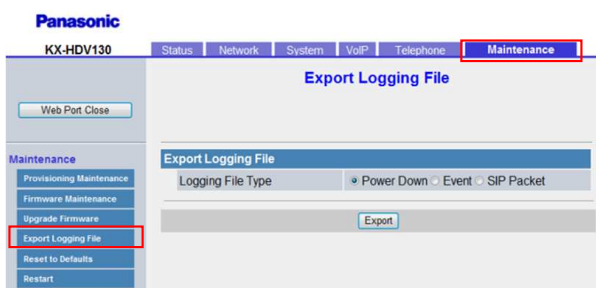 Panasonic
KX-HDV130
Status Network System VoIP Telephone Maintenance
Export Logging File
Web Port Close
Maintenance
Provisioning Maintenance
Firmware Maintenance
Upgrade Firmware
Export Logging File
Reset to Defaults
Restart
Export Logging File
Logging File Type Power Down Event SIP Packet
Export